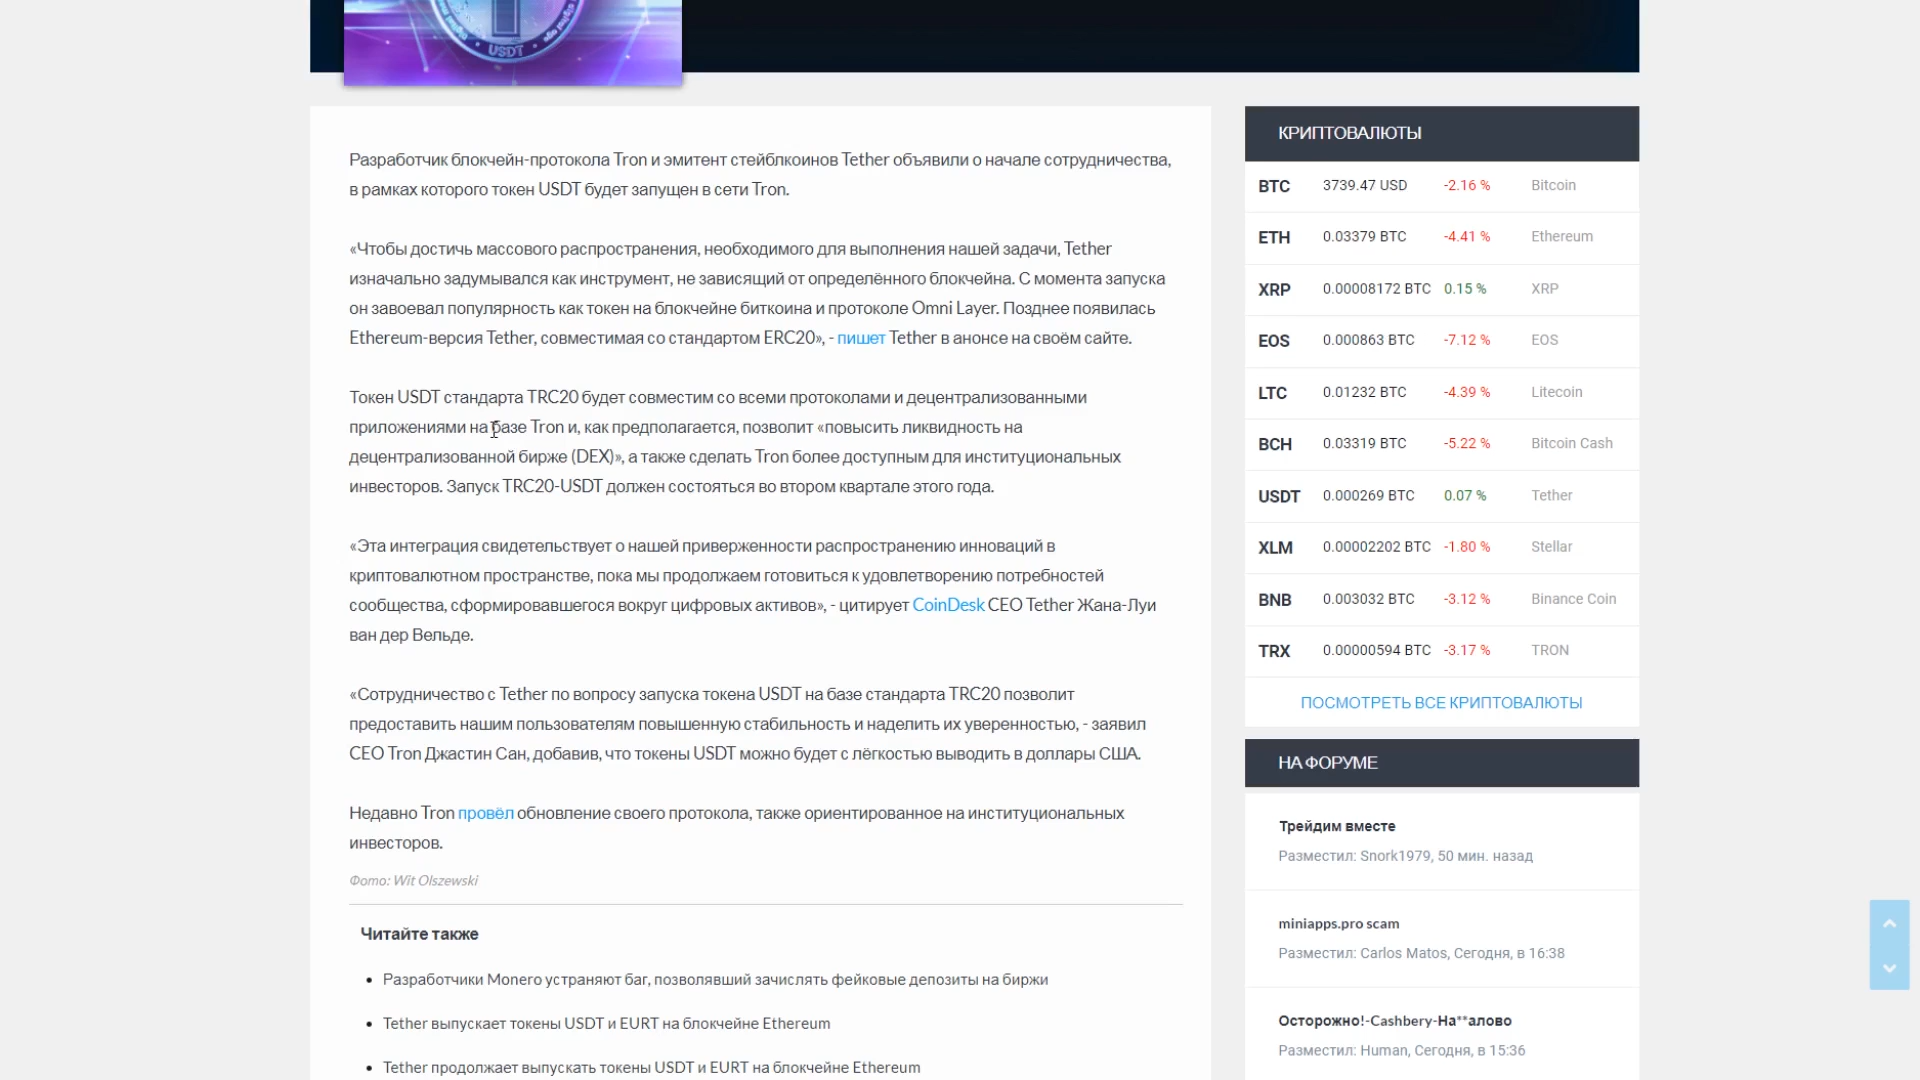 USDT
Разработчик блокчейн-протокола Tron и эмитент стейблкоинов Tether объявили о начале сотрудничества,
в рамках которого токен USDT будет запущен в сети Tron.
«Чтобы достичь массового распространения, необходимого для выполнения нашей задачи, Tether
изначально задумывался как инструмент, не зависящий от определённого блокчейна. С момента запуска
он завоевал популярность как токен на блокчейне биткоина и протоколе Omni Layer. Позднее появилась
Ethereum-версия Tether, совместимая со стандартом ERC20», - пишет Tether в анонсе на своём сайте.
Токен USDT стандарта TRC20 будет совместим со всеми протоколами и децентрализованными
приложениями на базе Tron и, как предполагается, позволит «повысить ликвидность на
децентрализованной бирже (DEX)», а также сделать Tron более доступным для институциональных
инвесторов. Запуск TRC20-USDT должен состояться во втором квартале этого года.
«Эта интеграция свидетельствует о нашей приверженности распространению инноваций в
криптовалютном пространстве, пока мы продолжаем готовиться к удовлетворению потребностей
сообщества, сформировавшегося вокруг цифровых активов», - цитирует CoinDesk CEO Tether Жана-Луи
ван дер Вельде.
«Сотрудничество с Tether по вопросу запуска токена USDT на базе стандарта TRC20 позволит
предоставить нашим пользователям повышенную стабильность и наделить их уверенностью, - заявил
CEO Tron Джастин Сан, добавив, что токены USDT можно будет с лёгкостью выводить в доллары США.
Недавно Tron провёл обновление своего протокола, также ориентированное на институциональных
инвесторов.
Фото: Wit Olszewski
Читайте также
• Разработчики Monero устраняют баг, позволявший зачислять фейковые депозиты на биржи
• Tether выпускает токены USDT и EURT на блокчейне Ethereum
• Tether продолжает выпускать токены USDT и EURT на блокчейне Ethereum
КРИПТОВАЛЮТЫ
BTC 3739.47 USD -2.16 % Bitcoin
ETH 0.03379 BTC -4.41 % Ethereum
XRP 0.00008172 BTC 0.15 % XRP
EOS 0.000863 BTC -7.12 % EOS
LTC 0.01232 BTC -4.39 % Litecoin
BCH 0.03319 BTC -5.22 % Bitcoin Cash
USDT 0.000269 BTC 0.07 % Tether
XLM 0.00002202 BTC -1.80 % Stellar
BNB 0.003032 BTC -3.12 % Binance Coin
TRX 0.00000594 BTC -3.17 % TRON
ПОСМОТРЕТЬ ВСЕ КРИПТОВАЛЮТЫ
НА ФОРУМЕ
Трейдим вместе
Разместил: Snork1979, 50 мин. назад
miniapps.pro scam
Разместил: Carlos Matos, Сегодня, в 16:38
Осторожно!-Cashbery-На**алово
Разместил: Human, Сегодня, в 15:36